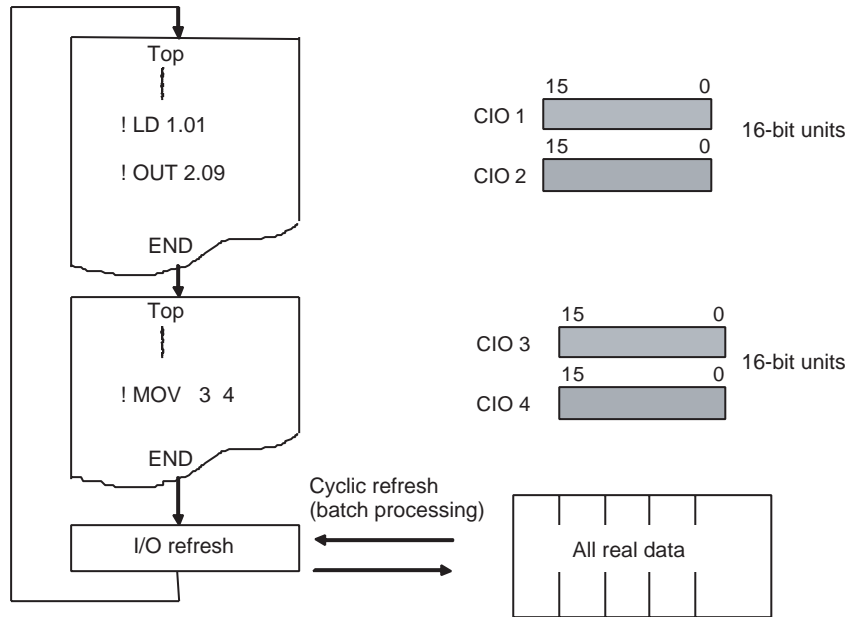 Top
! LD 1.01
! OUT 2.09
END
15 0
CIO 1
15 0
CIO 2
16-bit units
Top
! MOV 3 4
END
15 0
CIO 3
15 0
CIO 4
16-bit units
Cyclic refresh
(batch processing)
I/O refresh
All real data